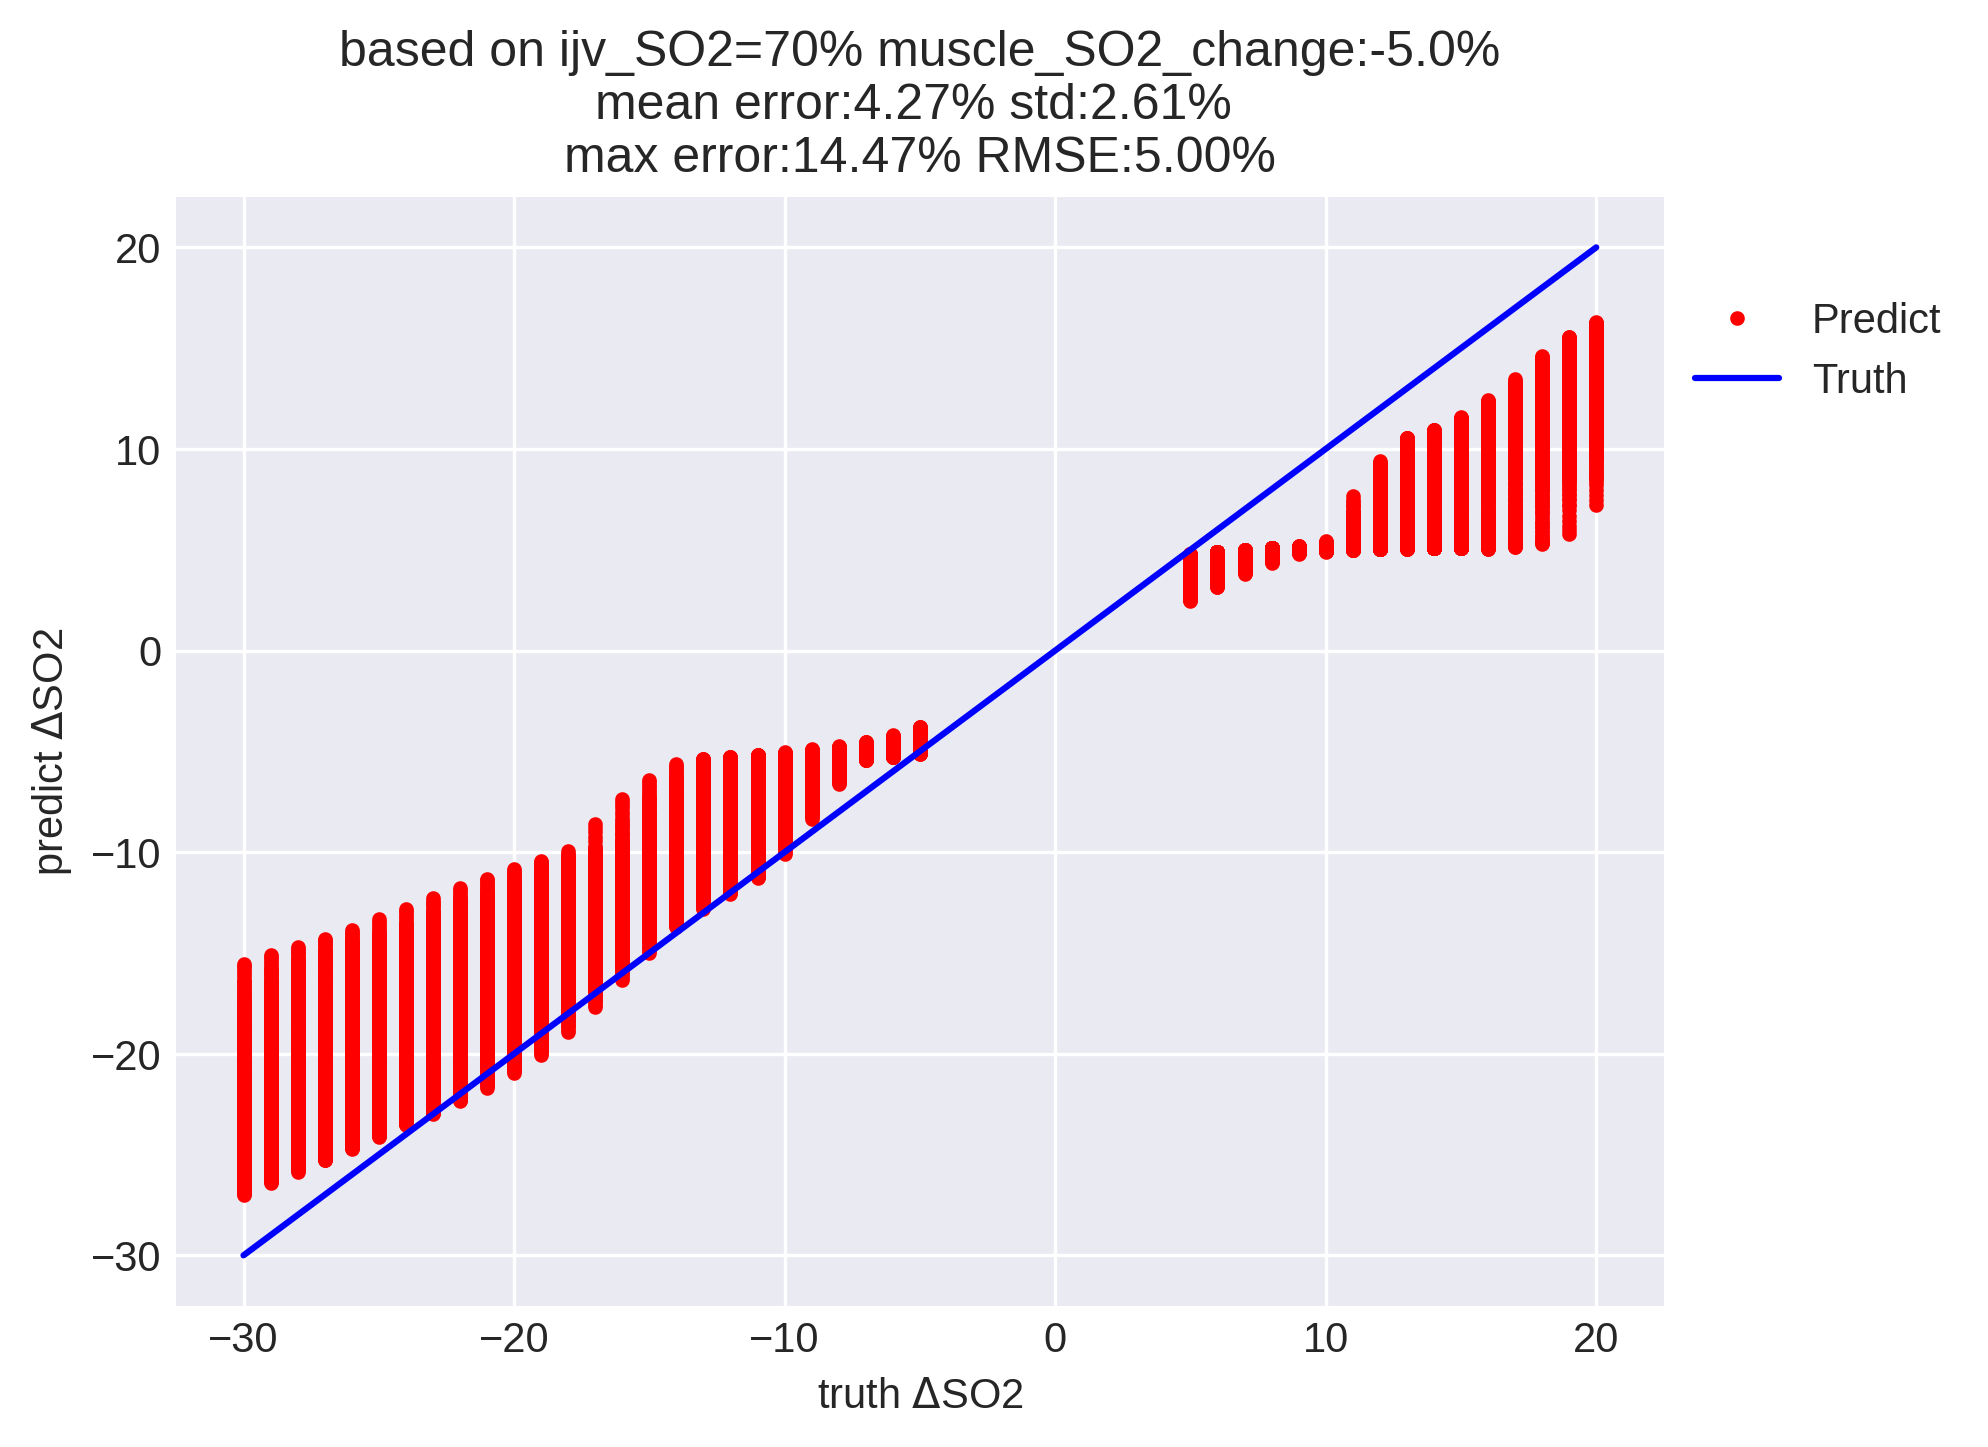 based on ijv_SO2=70% muscle_SO2_change:-5.0%
mean error:4.27% std:2.61%
max error:14.47% RMSE:5.00%
20
10
0
−10
−20
−30
predict ΔSO2
−30
−20
−10
0
10
20
truth ΔSO2
Predict
Truth